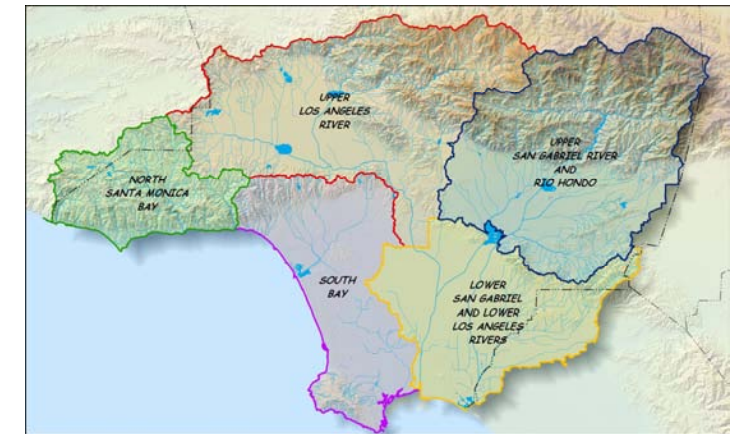 UPPER
LOS ANGELES
RIVER
UPPER
SAN GABRIEL RIVER
AND
RIO HONDO
NORTH
SANTA MONICA
BAY
SOUTH
BAY
LOWER
SAN GABRIEL
AND LOWER
LOS ANGELES
RIVERS